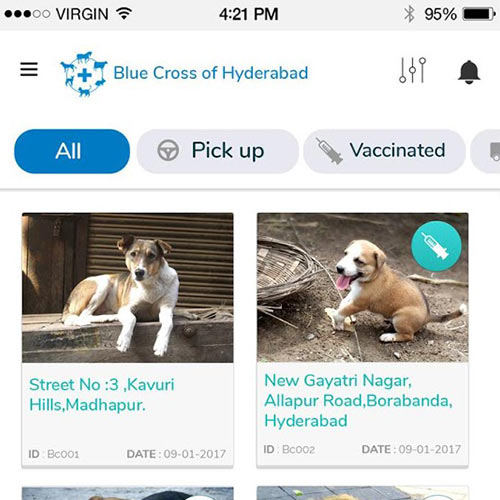 VIRGIN 4:21 PM 95%
Blue Cross of Hyderabad
All Pick up Vaccinated
Street No :3 ,Kavuri
Hills,Madhapur.
ID : Bc001 DATE : 09-01-2017
New Gayatri Nagar,
Allapur Road,Borabanda,
Hyderabad
ID : Bc002 DATE : 09-01-2017